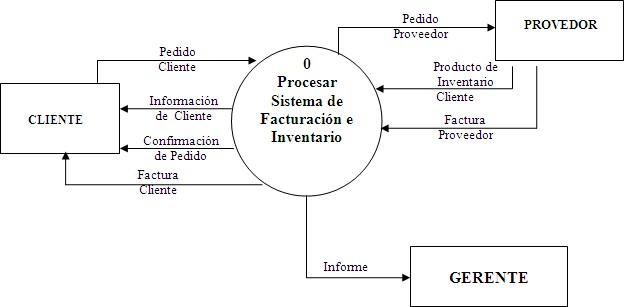 Pedido
Proveedor
PROVEDOR
Pedido
Cliente
0
Procesar
Sistema de
Facturación e
Inventario
Producto de
Inventario
Cliente
CLIENTE
Información
de Cliente
Factura
Proveedor
Confirmación
de Pedido
Factura
Cliente
Informe
GERENTE